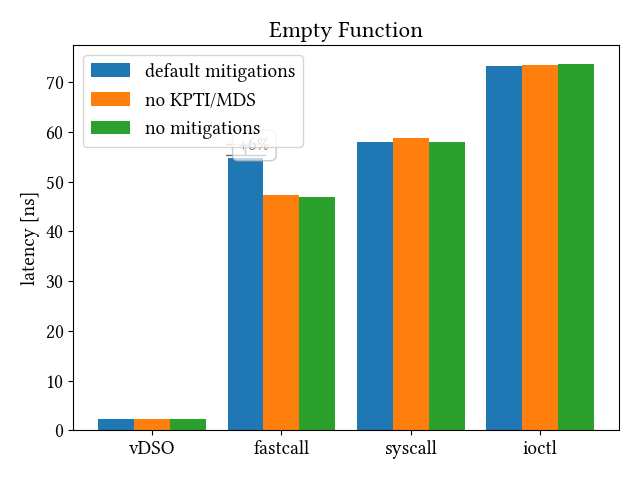 Empty Function
default mitigations
no KPTI/MDS
no mitigations
70
60
50
40
30
20
10
0
latency [ns]
vDSO
fastcall
syscall
ioctl